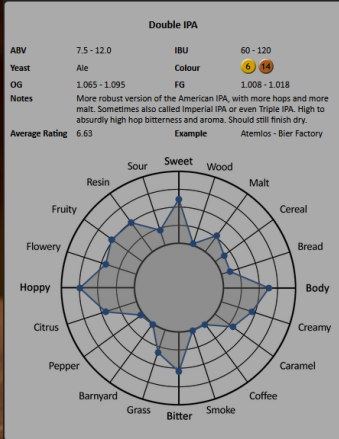 Double IPA
ABV 7.5 - 12.0 IBU 60 - 120
Yeast Ale Colour 6 14
OG 1.065 - 1.095 FG 1.008 - 1.018
Notes More robust version of the American IPA, with more hops and more
malt. Sometimes also called Imperial IPA or even Triple IPA. High to
absurdly high hop bitterness and aroma. Should still finish dry.
Average Rating 6.63 Example Atemlos - Bier Factory
Sweet
Sour Wood
Resin Malt
Fruity Cereal
Flowery Bread
Hoppy Body
Citrus Creamy
Pepper Caramel
Barnyard Coffee
Grass Smoke
Bitter